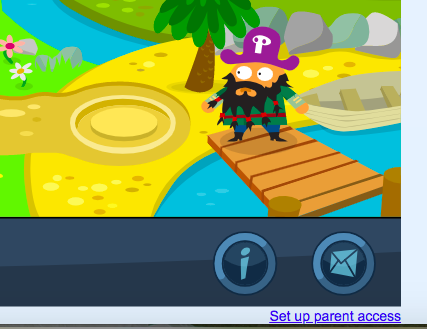 i
Set up parent access